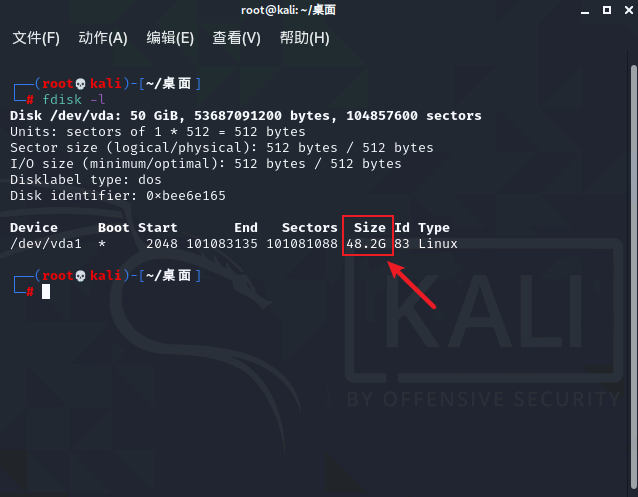 root@kali: ~/桌面
文件(F) 动作(A) 编辑(E) 查看(V) 帮助(H)
┌──(root💀kali)-[~/桌面]
└─# fdisk -l
Disk /dev/vda: 50 GiB, 53687091200 bytes, 104857600 sectors
Units: sectors of 1 * 512 = 512 bytes
Sector size (logical/physical): 512 bytes / 512 bytes
I/O size (minimum/optimal): 512 bytes / 512 bytes
Disklabel type: dos
Disk identifier: 0×bee6e165
Device Boot Start End Sectors Size Id Type
/dev/vda1 * 2048 101083135 101081088 48.2G 83 Linux
┌──(root💀kali)-[~/桌面]
└─#
KALI
BY OFFENSIVE SECURITY